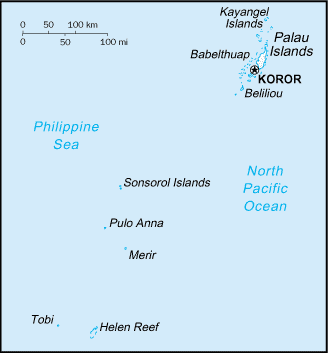 0 50 100 km
0 50 100 mi
Kayangel
Islands
Palau
Islands
Babelthuap
KOROR
Beliliou
Philippine
Sea
Sonsorol Islands
North
Pacific
Ocean
Pulo Anna
Merir
Tobi
Helen Reef